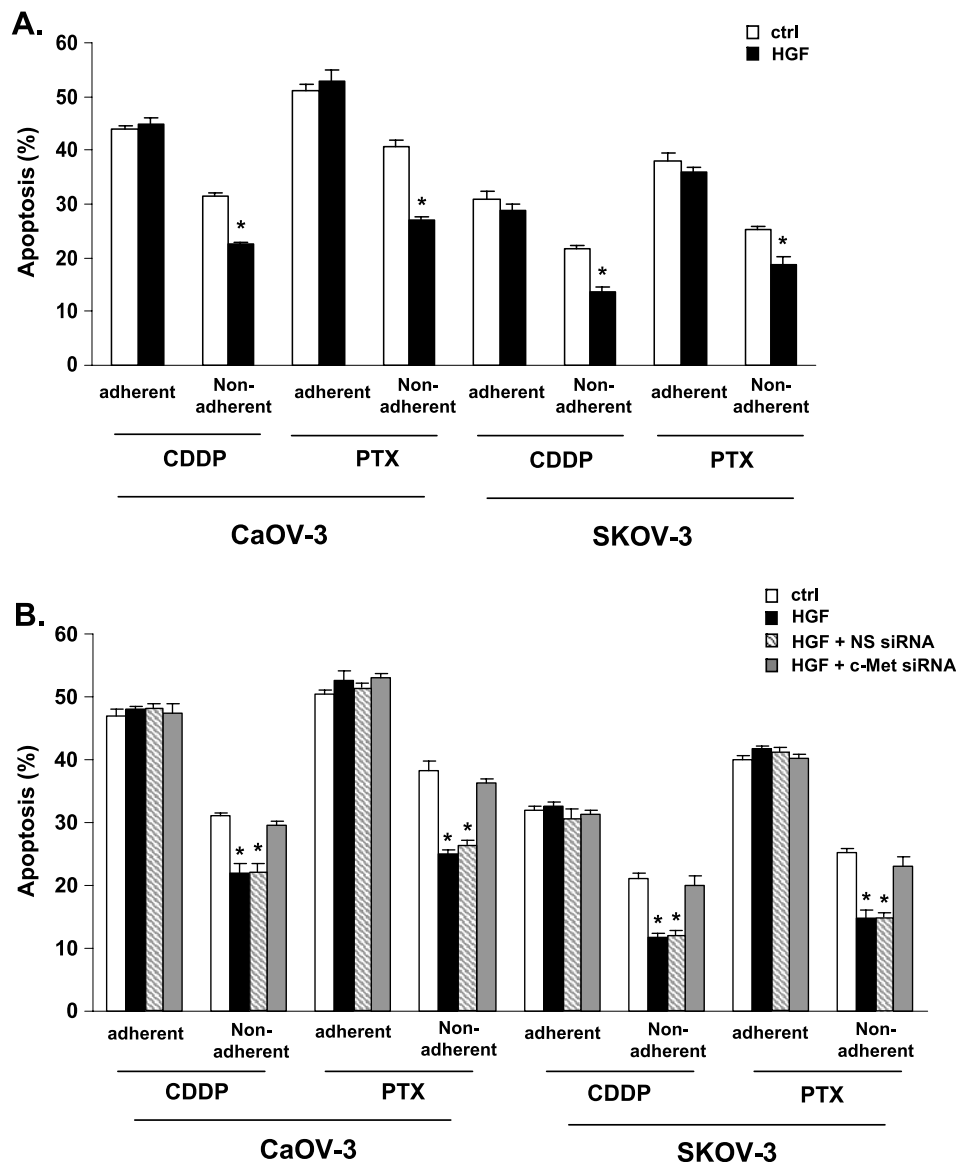 A.
ctrl
HGF
60
50
40
30
20
10
0
Apoptosis (%)
*
*
*
*
adherent
Non-
adherent
adherent
Non-
adherent
adherent
Non-
adherent
adherent
Non-
adherent
CDDP
PTX
CDDP
PTX
CaOV-3
SKOV-3
B.
ctrl
HGF
HGF + NS siRNA
HGF + c-Met siRNA
60
50
40
30
20
10
0
Apoptosis (%)
* *
* *
* *
* *
adherent
Non-
adherent
adherent
Non-
adherent
adherent
Non-
adherent
adherent
Non-
adherent
CDDP
PTX
CDDP
PTX
CaOV-3
SKOV-3